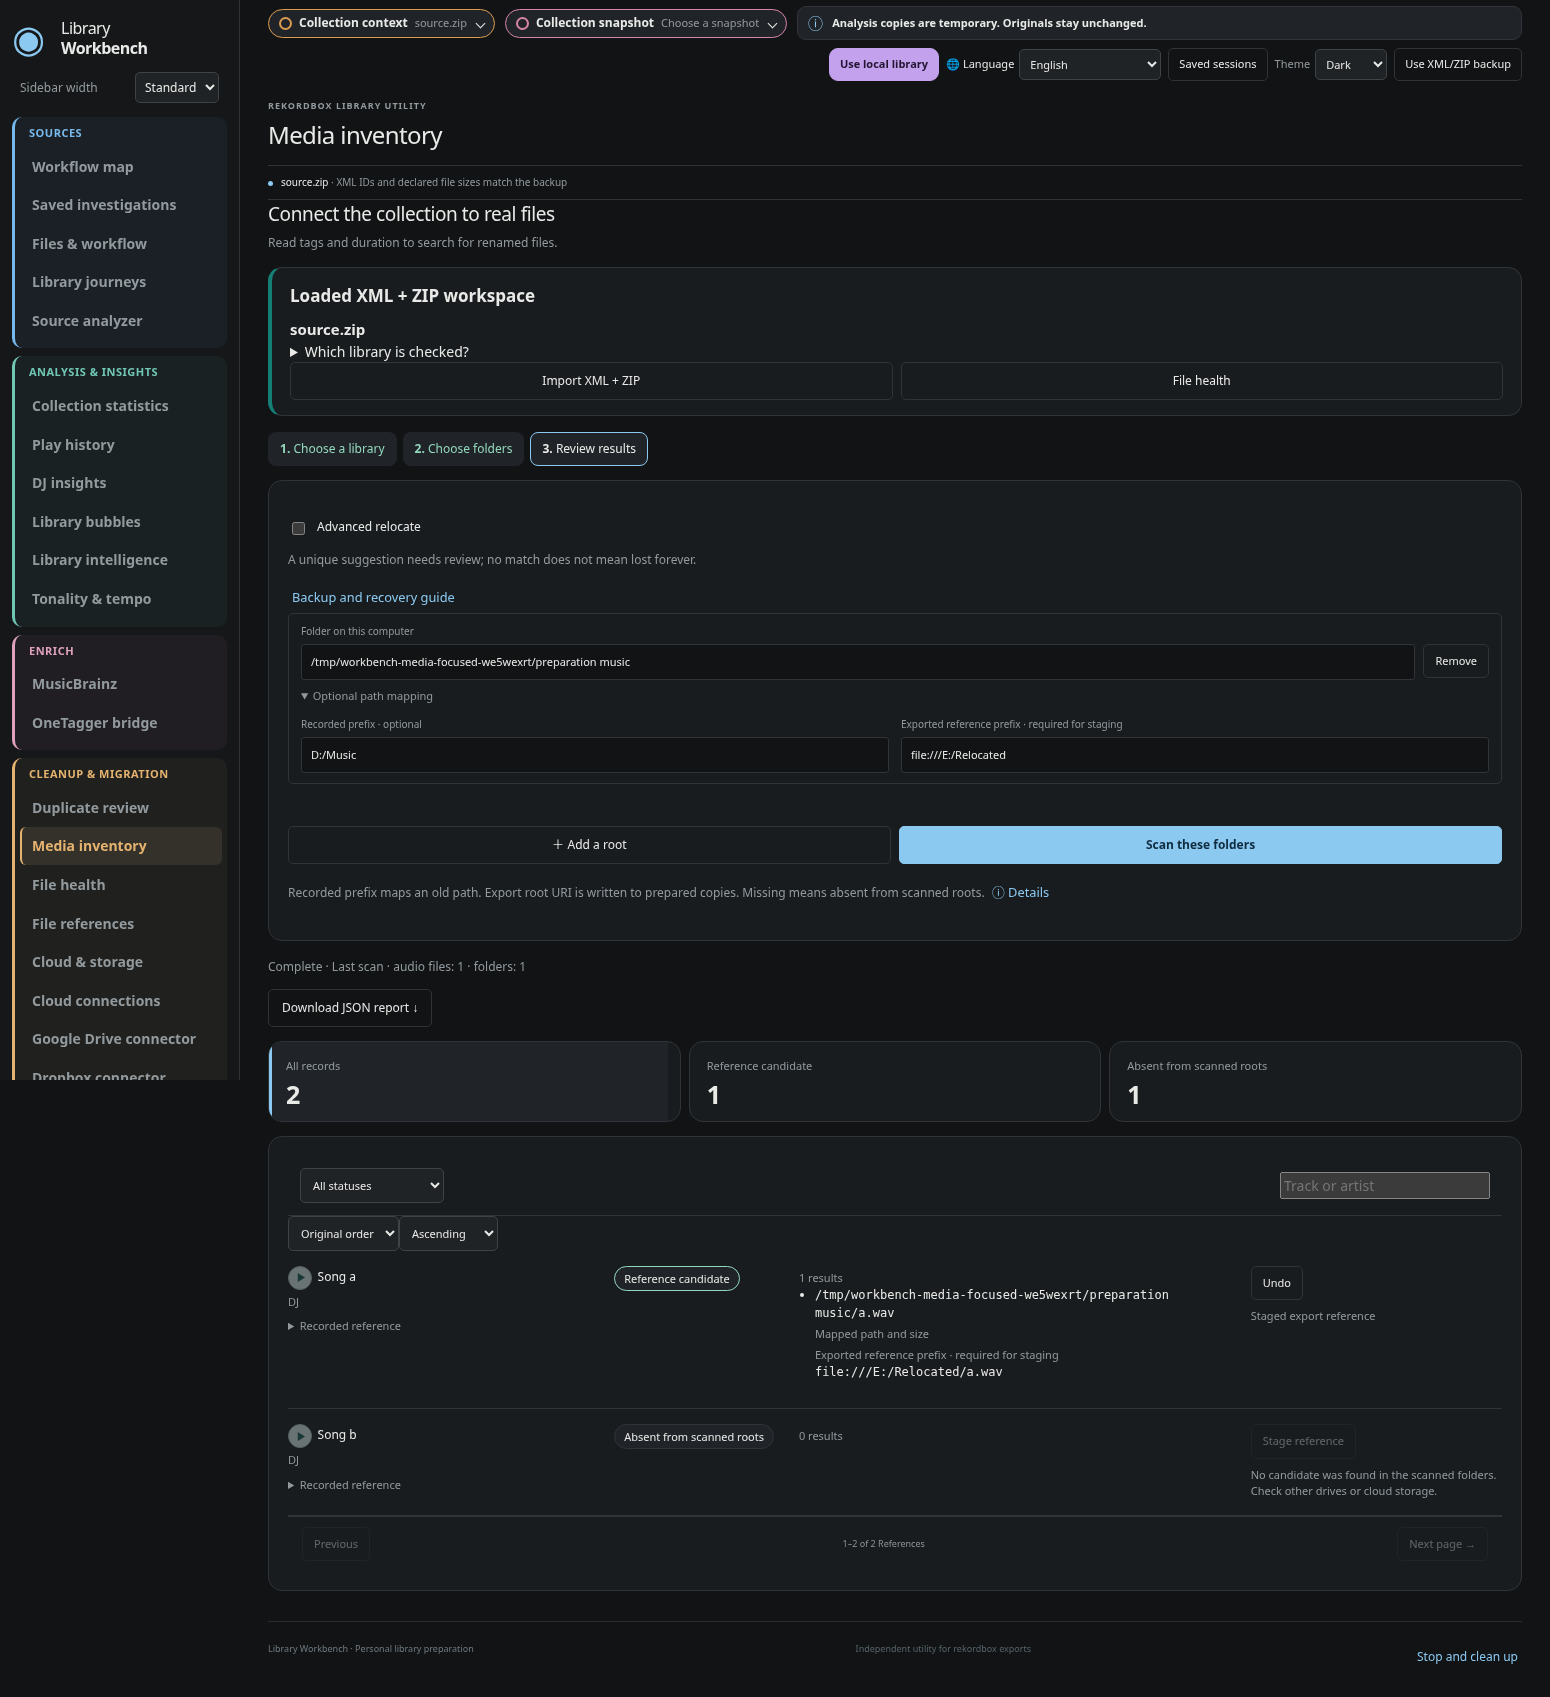 Library
Workbench
Sidebar width
Standard
SOURCES
Workflow map
Saved investigations
Files & workflow
Library journeys
Source analyzer
ANALYSIS & INSIGHTS
Collection statistics
Play history
DJ insights
Library bubbles
Library intelligence
Tonality & tempo
ENRICH
MusicBrainz
OneTagger bridge
CLEANUP & MIGRATION
Duplicate review
Media inventory
File health
File references
Cloud & storage
Cloud connections
Google Drive connector
Dropbox connector
Collection context source.zip
Collection snapshot Choose a snapshot
ⓘ Analysis copies are temporary. Originals stay unchanged.
Use local library
🌐 Language
English
Saved sessions
Theme
Dark
Use XML/ZIP backup
REKORDBOX LIBRARY UTILITY
Media inventory
source.zip · XML IDs and declared file sizes match the backup
Connect the collection to real files
Read tags and duration to search for renamed files.
Loaded XML + ZIP workspace
source.zip
▶ Which library is checked?
Import XML + ZIP
File health
1. Choose a library
2. Choose folders
3. Review results
Advanced relocate
A unique suggestion needs review; no match does not mean lost forever.
Backup and recovery guide
Folder on this computer
/tmp/workbench-media-focused-we5wexrt/preparation music
Remove
▼ Optional path mapping
Recorded prefix · optional
Exported reference prefix · required for staging
D:/Music
file:///E:/Relocated
＋ Add a root
Scan these folders
Recorded prefix maps an old path. Export root URI is written to prepared copies. Missing means absent from scanned roots. ⓘ Details
Complete · Last scan · audio files: 1 · folders: 1
Download JSON report ↓
All records
2
Reference candidate
1
Absent from scanned roots
1
All statuses
Track or artist
Original order
Ascending
Song a
DJ
▶ Recorded reference
Reference candidate
1 results
• /tmp/workbench-media-focused-we5wexrt/preparation
music/a.wav
Mapped path and size
Exported reference prefix · required for staging
file:///E:/Relocated/a.wav
Undo
Staged export reference
Song b
DJ
▶ Recorded reference
Absent from scanned roots
0 results
Stage reference
No candidate was found in the scanned folders.
Check other drives or cloud storage.
Previous
1–2 of 2 References
Next page →
Library Workbench · Personal library preparation
Independent utility for rekordbox exports
Stop and clean up